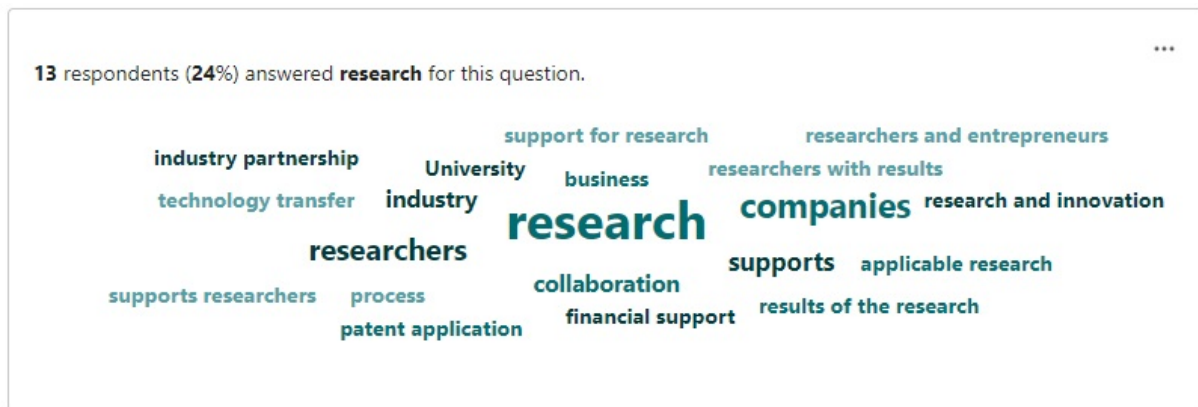 ...
13 respondents (24%) answered research for this question.
support for research researchers and entrepreneurs
industry partnership University business researchers with results
technology transfer industry research companies research and innovation
researchers supports applicable research
supports researchers process collaboration results of the research
patent application financial support